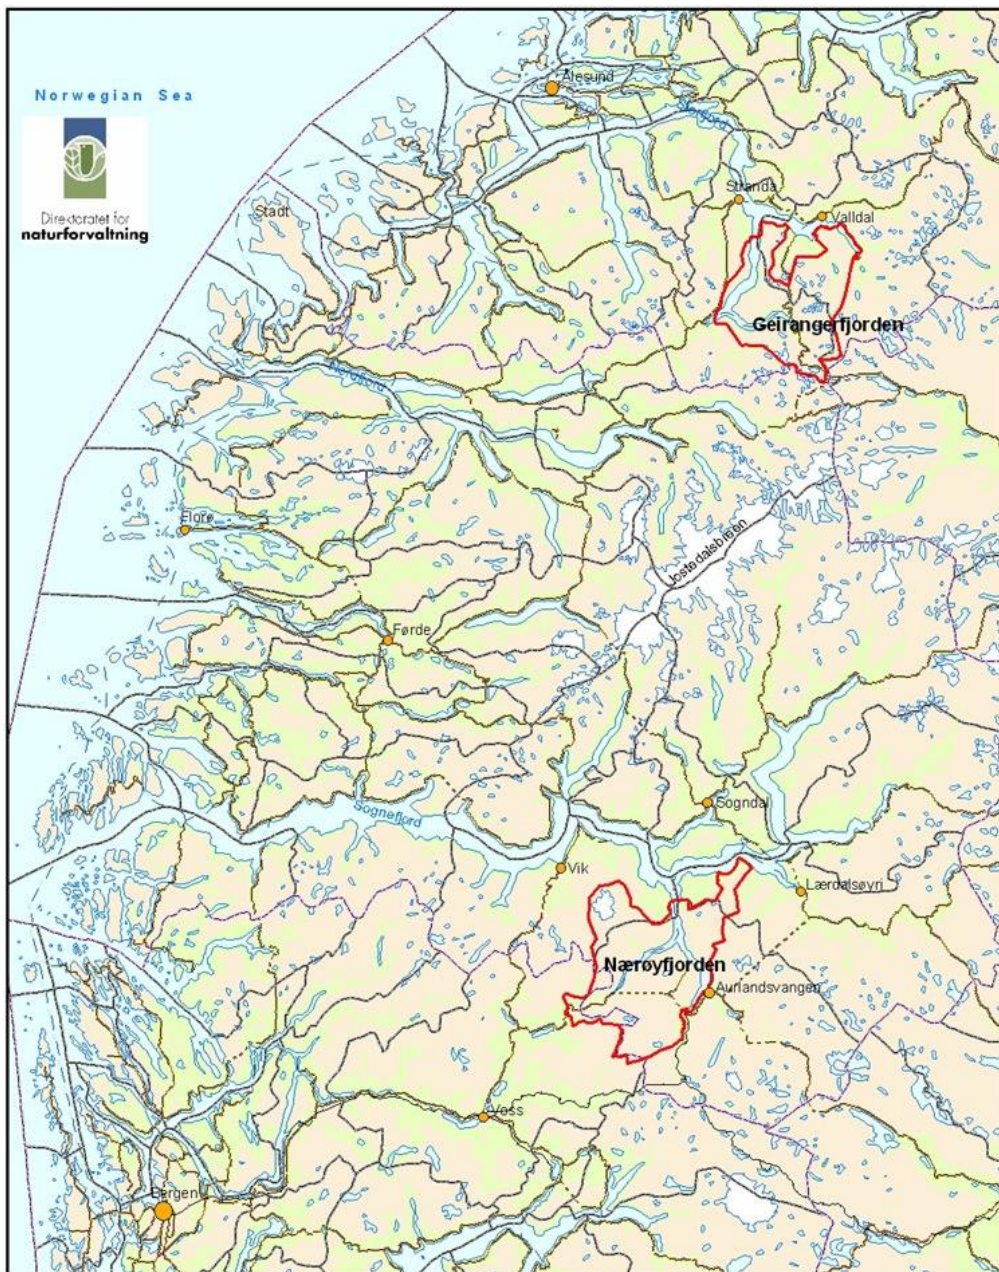 Norwegian Sea
Direktoratet for
naturforvaltning
Ålesund
Storfjord
Stranda
Valldal
Stadt
Geirangerfjorden
Nordfjord
Florø
Jostedalsbreen
Førde
Sognefjord
Sogndal
Vik
Lærdalsøyri
Nærøyfjorden
Aurlandsvangen
Voss
Bergen